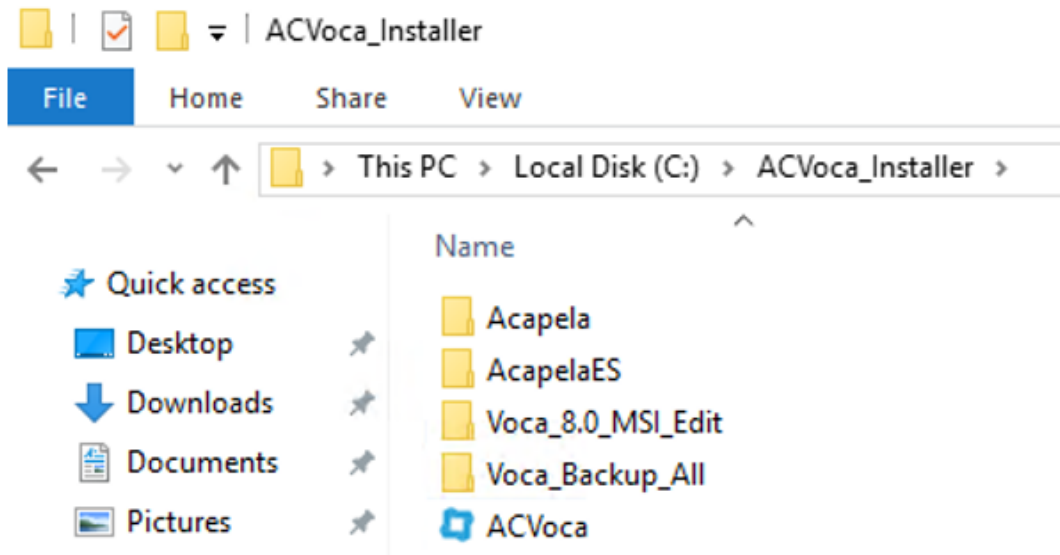 ACVoca_Installer
File Home Share View
This PC > Local Disk (C:) > ACVoca_Installer >
Name
Quick access
Desktop
Downloads
Documents
Pictures
Acapela
AcapelaES
Voca_8.0_MSI_Edit
Voca_Backup_All
ACVoca